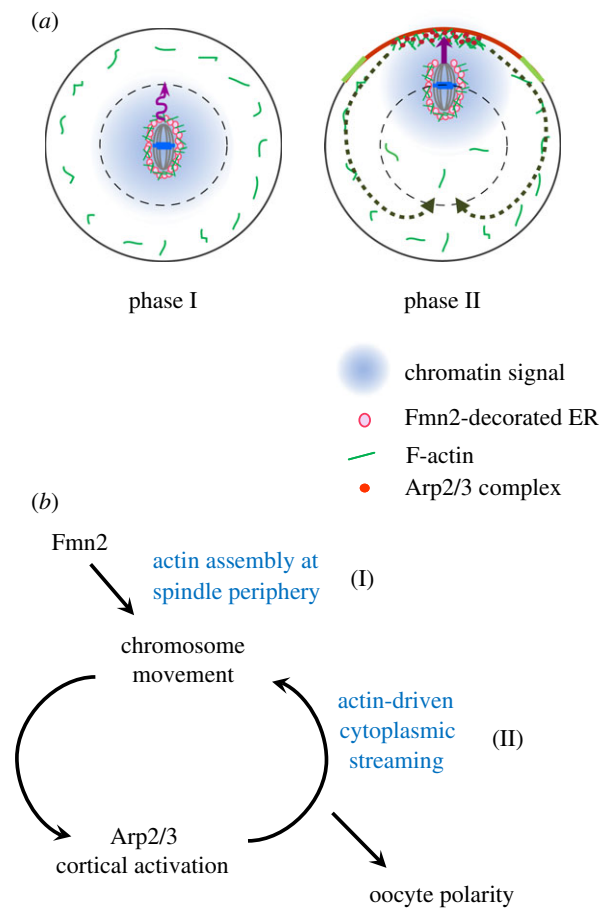 (a)
phase I
phase II
chromatin signal
Fmn2-decorated ER
F-actin
Arp2/3 complex
(b)
Fmn2
actin assembly at
spindle periphery
(I)
chromosome
movement
actin-driven
cytoplasmic
streaming
(II)
Arp2/3
cortical activation
oocyte polarity